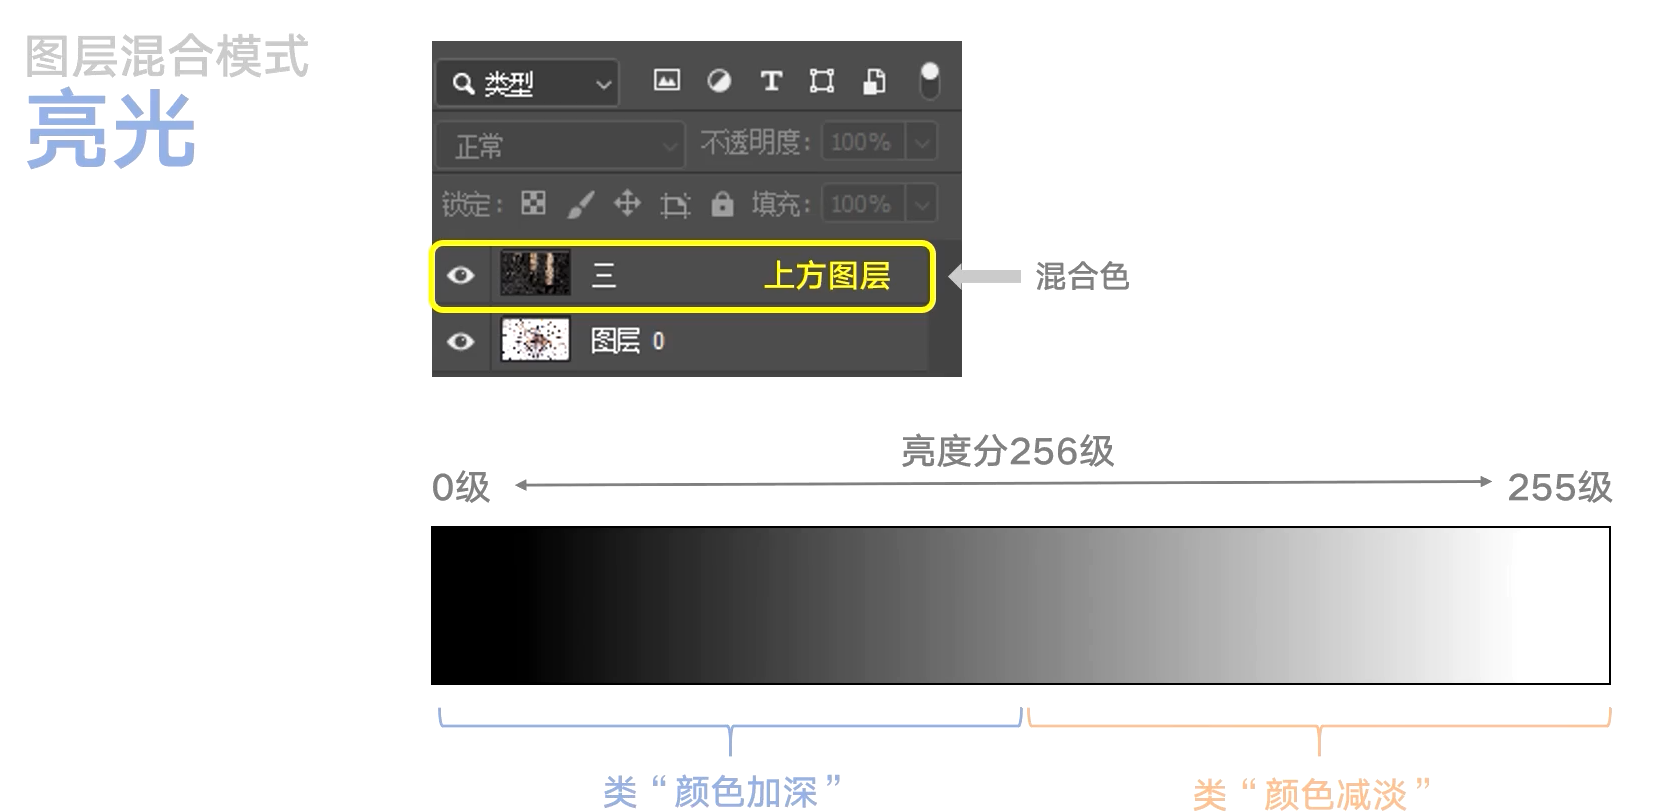 图层混合模式
亮光
类型
正常
不透明度: 100%
锁定:
填充: 100%
三
上方图层
混合色
图层 0
亮度分256级
0级
255级
类“颜色加深”
类“颜色减淡”